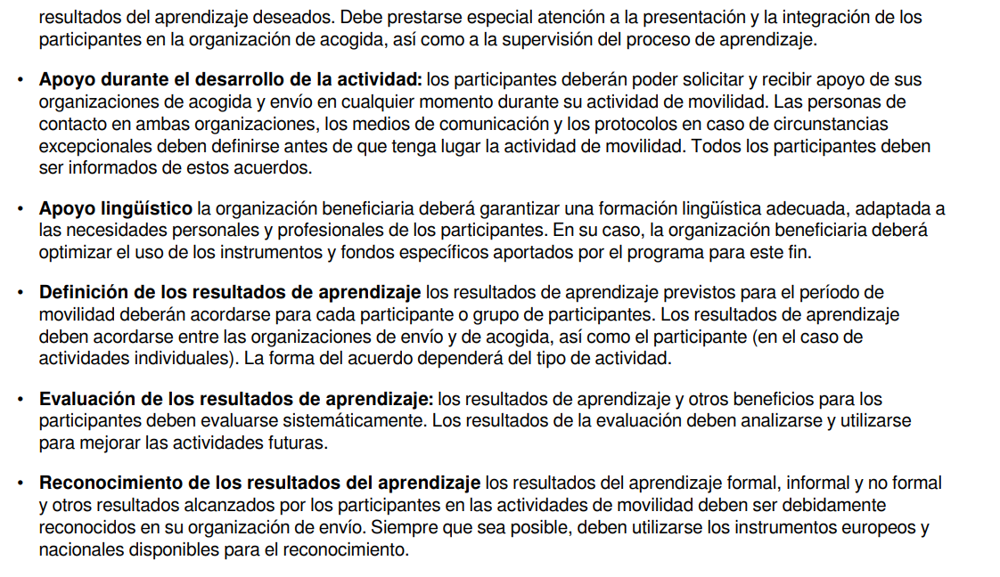 resultados del aprendizaje deseados. Debe prestarse especial atención a la presentación y la integración de los
participantes en la organización de acogida, así como a la supervisión del proceso de aprendizaje.
• Apoyo durante el desarrollo de la actividad: los participantes deberán poder solicitar y recibir apoyo de sus
organizaciones de acogida y envío en cualquier momento durante su actividad de movilidad. Las personas de
contacto en ambas organizaciones, los medios de comunicación y los protocolos en caso de circunstancias
excepcionales deben definirse antes de que tenga lugar la actividad de movilidad. Todos los participantes deben
ser informados de estos acuerdos.
• Apoyo lingüístico la organización beneficiaria deberá garantizar una formación lingüística adecuada, adaptada a
las necesidades personales y profesionales de los participantes. En su caso, la organización beneficiaria deberá
optimizar el uso de los instrumentos y fondos específicos aportados por el programa para este fin.
• Definición de los resultados de aprendizaje los resultados de aprendizaje previstos para el período de
movilidad deberán acordarse para cada participante o grupo de participantes. Los resultados de aprendizaje
deben acordarse entre las organizaciones de envío y de acogida, así como el participante (en el caso de
actividades individuales). La forma del acuerdo dependerá del tipo de actividad.
• Evaluación de los resultados de aprendizaje: los resultados de aprendizaje y otros beneficios para los
participantes deben evaluarse sistemáticamente. Los resultados de la evaluación deben analizarse y utilizarse
para mejorar las actividades futuras.
• Reconocimiento de los resultados del aprendizaje los resultados del aprendizaje formal, informal y no formal
y otros resultados alcanzados por los participantes en las actividades de movilidad deben ser debidamente
reconocidos en su organización de envío. Siempre que sea posible, deben utilizarse los instrumentos europeos y
nacionales disponibles para el reconocimiento.